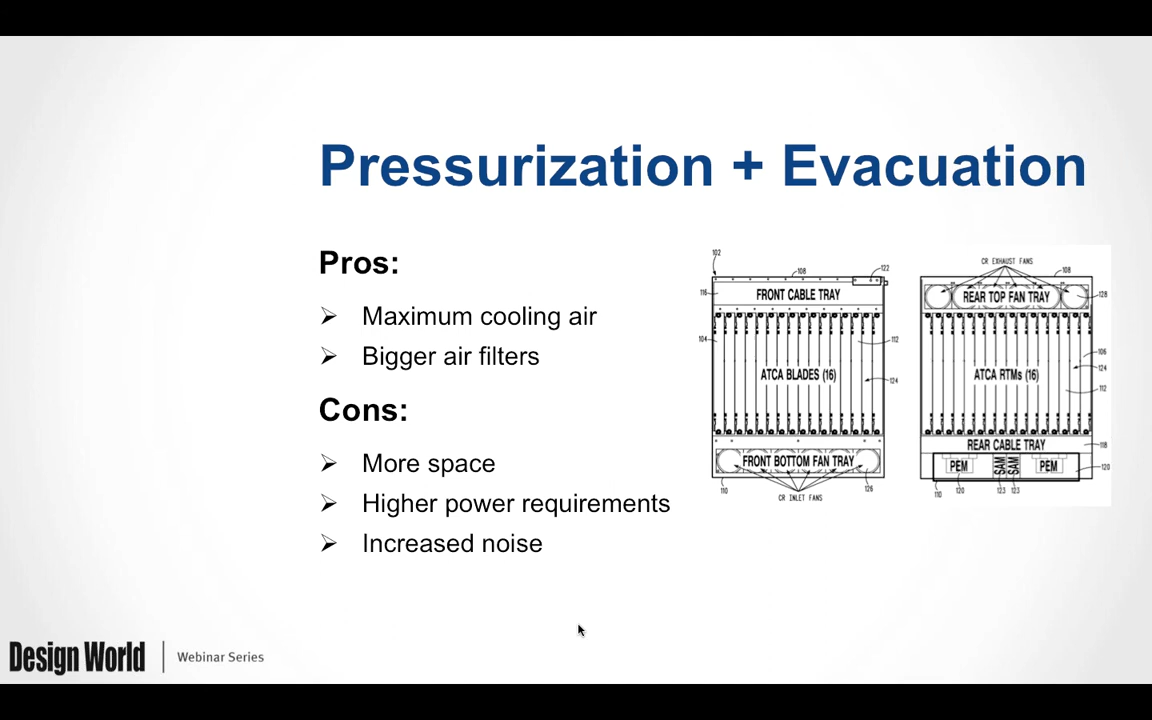 Pressurization + Evacuation
Pros:
Maximum cooling air
Bigger air filters
Cons:
More space
Higher power requirements
Increased noise
102
108
122
116
FRONT CABLE TRAY
104
112
ATCA BLADES (16)
124
FRONT BOTTOM FAN TRAY
110
126
CR INLET FANS
CR EXHAUST FANS
108
REAR TOP FAN TRAY
128
106
124
ATCA RTMs (16)
112
REAR CABLE TRAY
118
PEM
SAM
SAM
PEM
120
110
120
123
123
Design World
Webinar Series